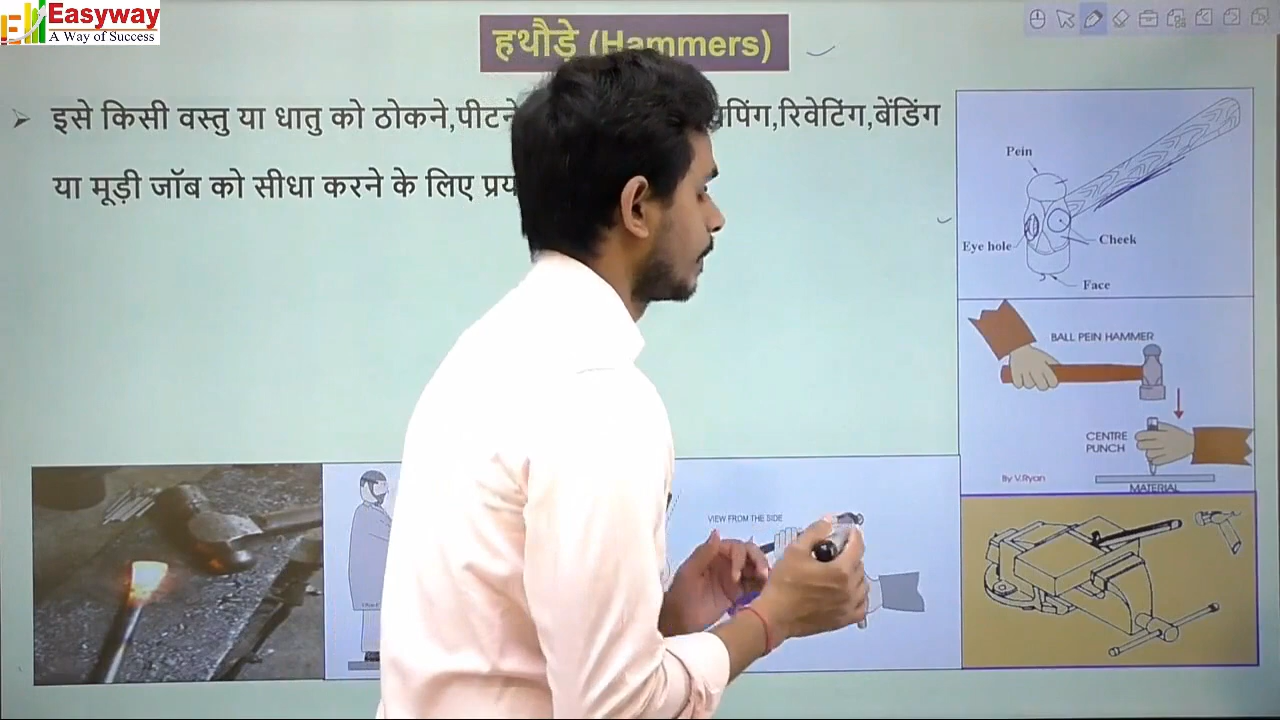 Easyway
A Way of Success
हथौड़े (Hammers)
इसे किसी वस्तु या धातु को ठोकने,पीटने
पिंग,रिवेटिंग,बेंडिंग
या मूड़ी जॉब को सीधा करने के लिए
Pein
Eye hole
Cheek
Face
BALL PEIN HAMMER
CENTRE
PUNCH
By V.Ryan
MATERIAL
VIEW FROM THE SIDE